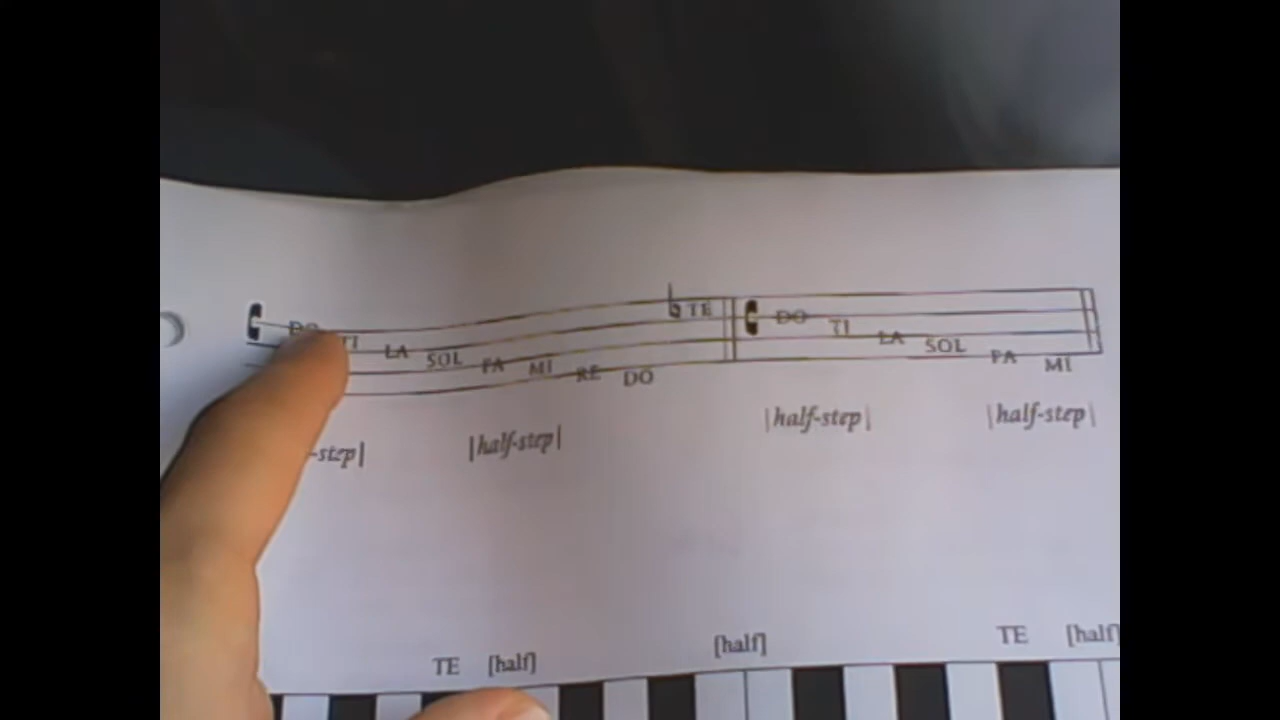 DO TI LA SOL FA MI RE DO ♭ TE DO TI LA SOL FA MI
-step| |half-step| |half-step| |half-step|
TE [half] [half] TE [half]